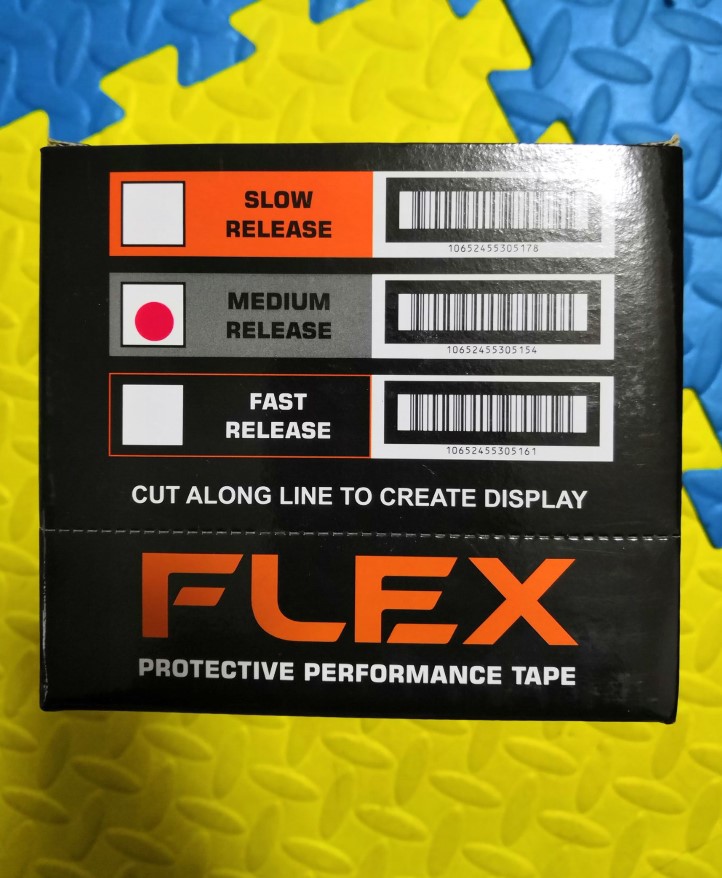 SLOW
RELEASE
10652455305178
MEDIUM
RELEASE
10652455305154
FAST
RELEASE
10652455305161
CUT ALONG LINE TO CREATE DISPLAY
FLEX
PROTECTIVE PERFORMANCE TAPE